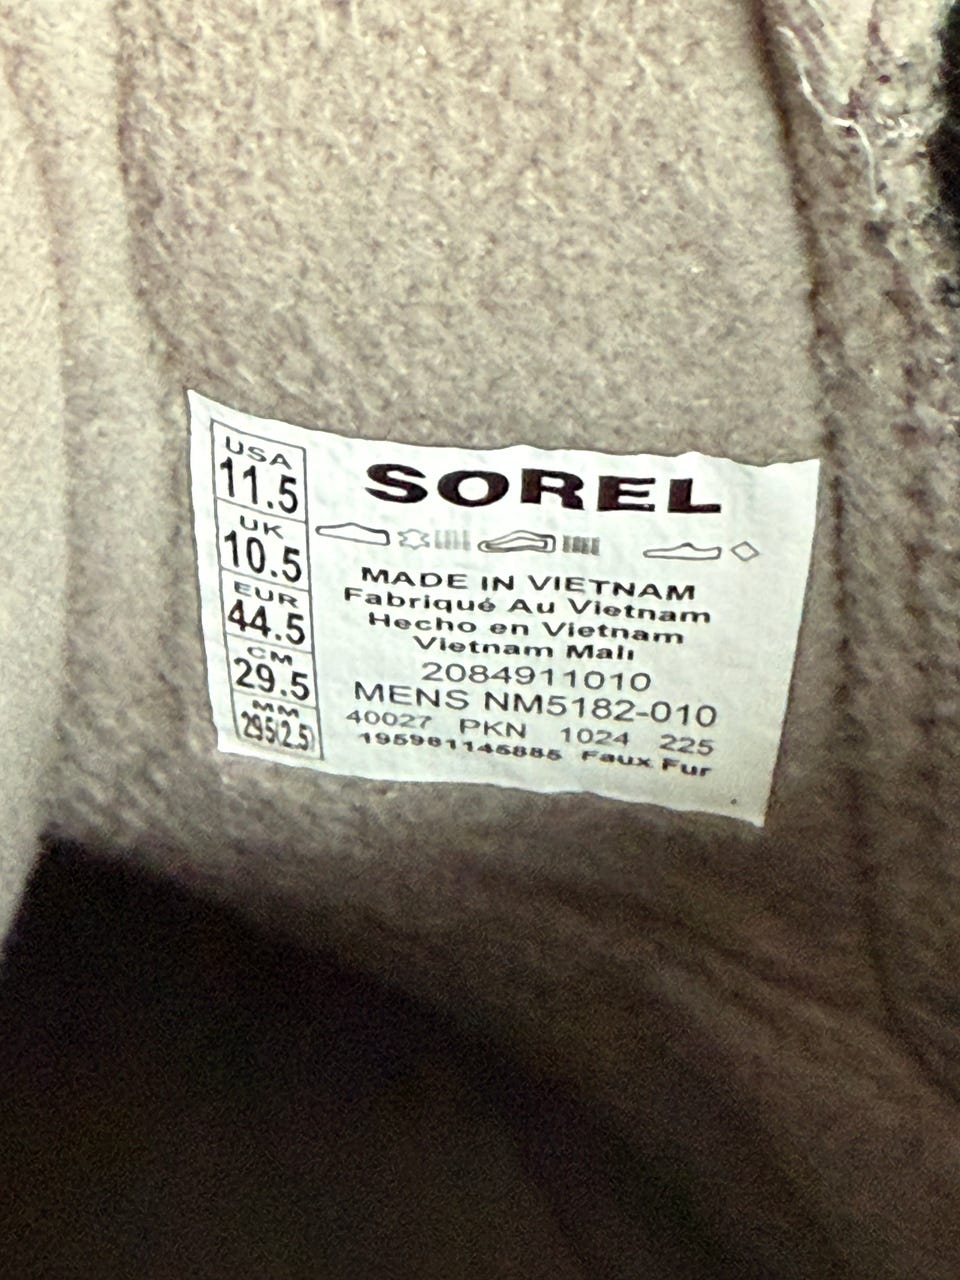 USA
11.5
UK
10.5
EUR
44.5
CM
29.5
MM
295(2.5)
SOREL
MADE IN VIETNAM
Fabriqué Au Vietnam
Hecho en Vietnam
Vietnam Malı
2084911010
MENS NM5182-010
40027 PKN 1024 225
195981145885 Faux Fur